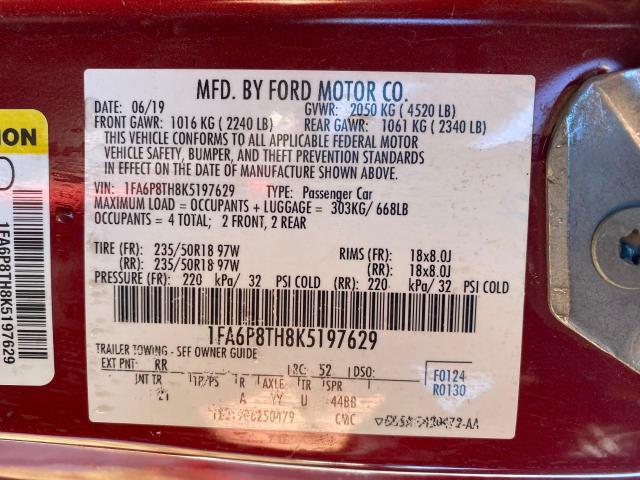 MFD. BY FORD MOTOR CO.
DATE: 06/19 GVWR: 2050 KG (4520 LB)
FRONT GAWR: 1016 KG (2240 LB) REAR GAWR: 1061 KG (2340 LB)
THIS VEHICLE CONFORMS TO ALL APPLICABLE FEDERAL MOTOR
VEHICLE SAFETY, BUMPER, AND THEFT PREVENTION STANDARDS
IN EFFECT ON THE DATE OF MANUFACTURE SHOWN ABOVE.
VIN: 1FA6P8TH8K5197629 TYPE: Passenger Car
MAXIMUM LOAD = OCCUPANTS + LUGGAGE = 303KG/ 668LB
OCCUPANTS = 4 TOTAL; 2 FRONT, 2 REAR
TIRE (FR): 235/50R18 97W RIMS (FR): 18x8.0J
(RR): 235/50R18 97W (RR): 18x8.0J
PRESSURE (FR): 220 kPa/ 32 PSI COLD (RR): 220 kPa/ 32 PSI COLD
1FA6P8TH8K5197629
TRAILER TOWING - SEE OWNER GUIDE
EXT PNT: RR RC: 52 DSO:
F0124
R0130
INT TR TP/PS R AXLE TR SPR
A YY U 44BB
CMC
1FA6P8TH8K5197629